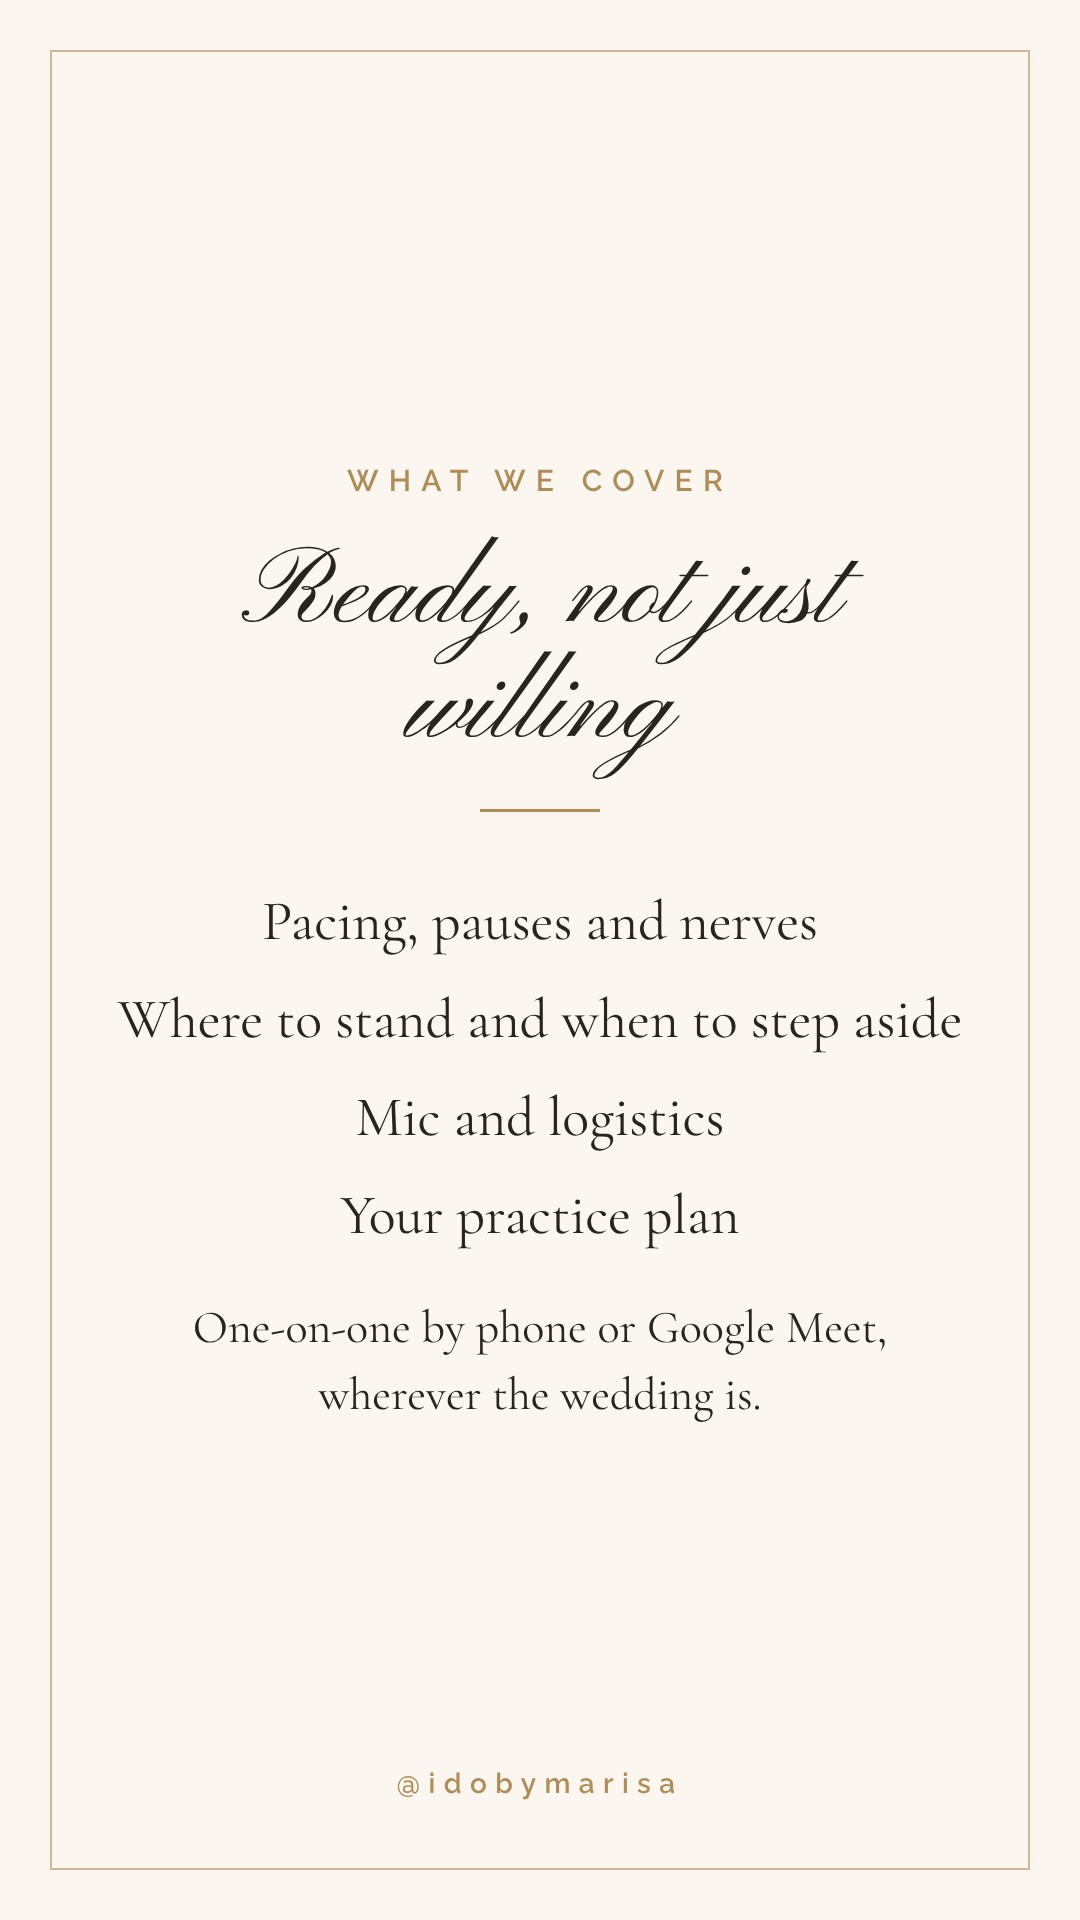 WHAT WE COVER
Ready, not just
willing
Pacing, pauses and nerves
Where to stand and when to step aside
Mic and logistics
Your practice plan
One-on-one by phone or Google Meet,
wherever the wedding is.
@idobymarisa